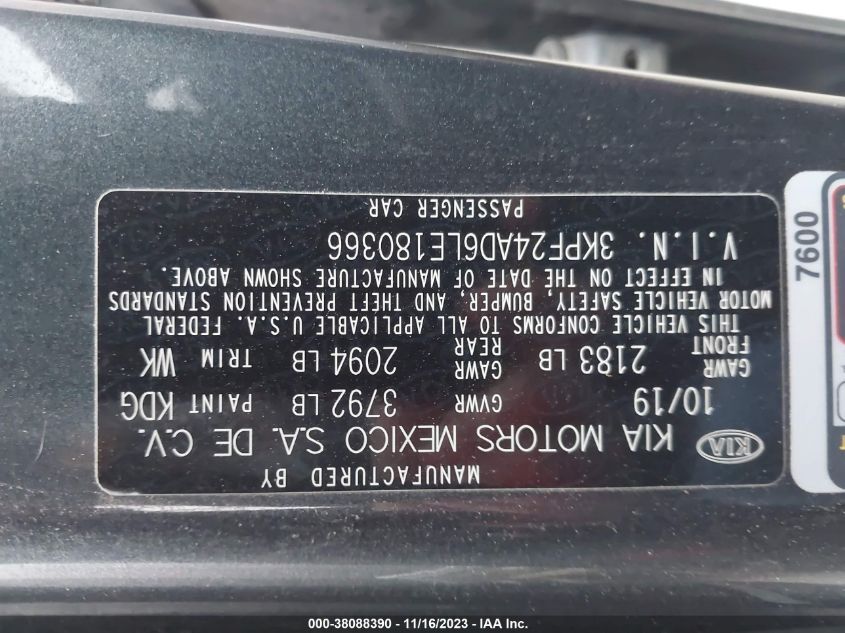 MANUFACTURED BY
KIA KIA MOTORS MEXICO S.A. DE C.V.
10/19 GVWR 3792 LB PAINT KDG
GAWR FRONT 2183 LB GAWR REAR 2094 LB TRIM WK
THIS VEHICLE CONFORMS TO ALL APPLICABLE U.S.A. FEDERAL
MOTOR VEHICLE SAFETY, BUMPER, AND THEFT PREVENTION STANDARDS
IN EFFECT ON THE DATE OF MANUFACTURE SHOWN ABOVE.
V.I.N. 3KPF24AD6LE180366
PASSENGER CAR
7600
000-38088390 - 11/16/2023 - IAA Inc.